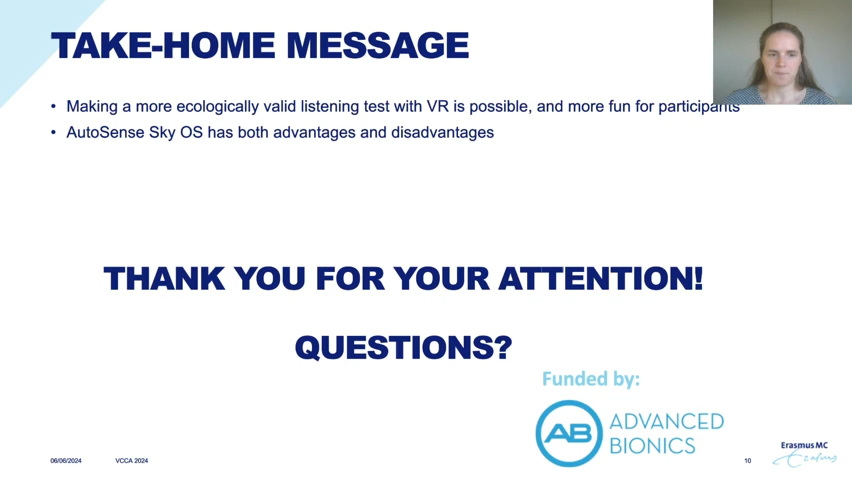 TAKE-HOME MESSAGE
• Making a more ecologically valid listening test with VR is possible, and more fun for participants
• AutoSense Sky OS has both advantages and disadvantages
THANK YOU FOR YOUR ATTENTION!
QUESTIONS?
Funded by:
AB
ADVANCED
BIONICS
06/06/2024
VCCA 2024
10
Erasmus MC
Erasmus